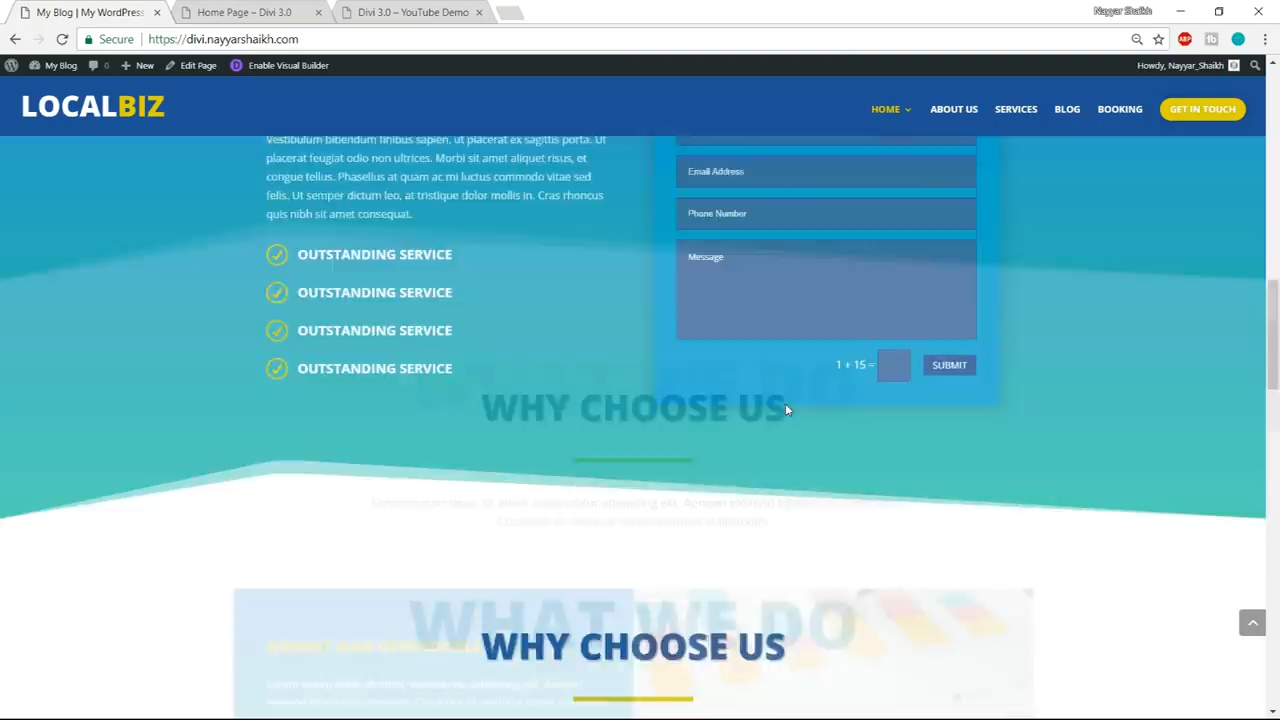 My Blog | My WordPress
Home Page – Divi 3.0
Divi 3.0 – YouTube Demo
Nayyar Shaikh
Secure
https://divi.nayyarshaikh.com
ABP
fb
My Blog
0
New
Edit Page
D
Enable Visual Builder
Howdy, Nayyar_Shaikh
LOCALBIZ
HOME
ABOUT US
SERVICES
BLOG
BOOKING
GET IN TOUCH
Vestibulum bibendum finibus sapien, ut placerat ex sagittis porta. Ut
placerat feugiat odio non ultrices. Morbi sit amet aliquet risus, et
congue tellus. Phasellus at quam ac mi luctus commodo vitae sed
felis. Ut semper dictum leo, at tristique dolor mollis in. Cras rhoncus
quis nibh sit amet consequat.
OUTSTANDING SERVICE
OUTSTANDING SERVICE
OUTSTANDING SERVICE
OUTSTANDING SERVICE
Email Address
Phone Number
Message
1 + 15 =
SUBMIT
WHAT WE DO
WHY CHOOSE US
WHAT WE DO
WHY CHOOSE US